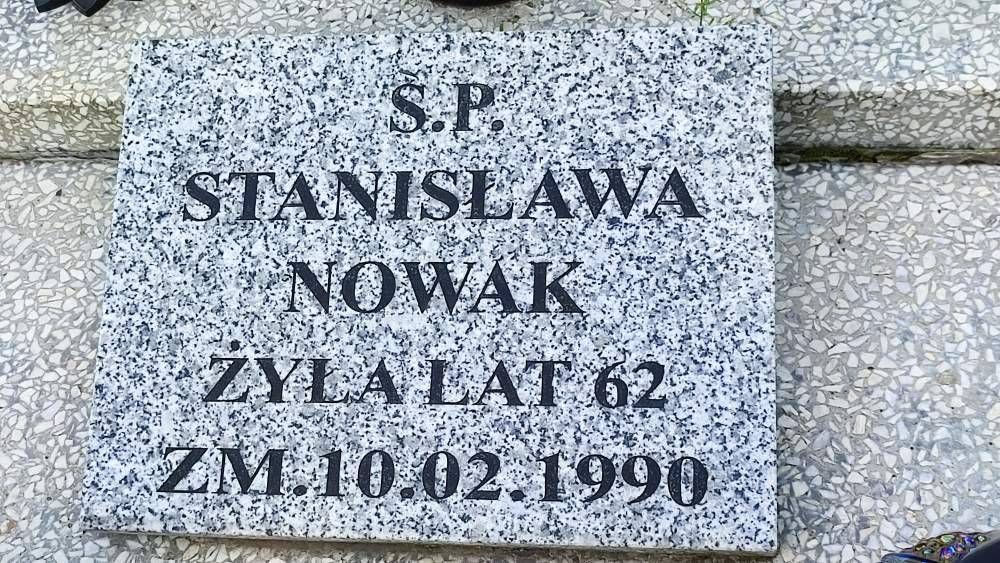 Ś.P.
STANISŁAWA
NOWAK
ŻYŁA LAT 62
ZM.10.02.1990